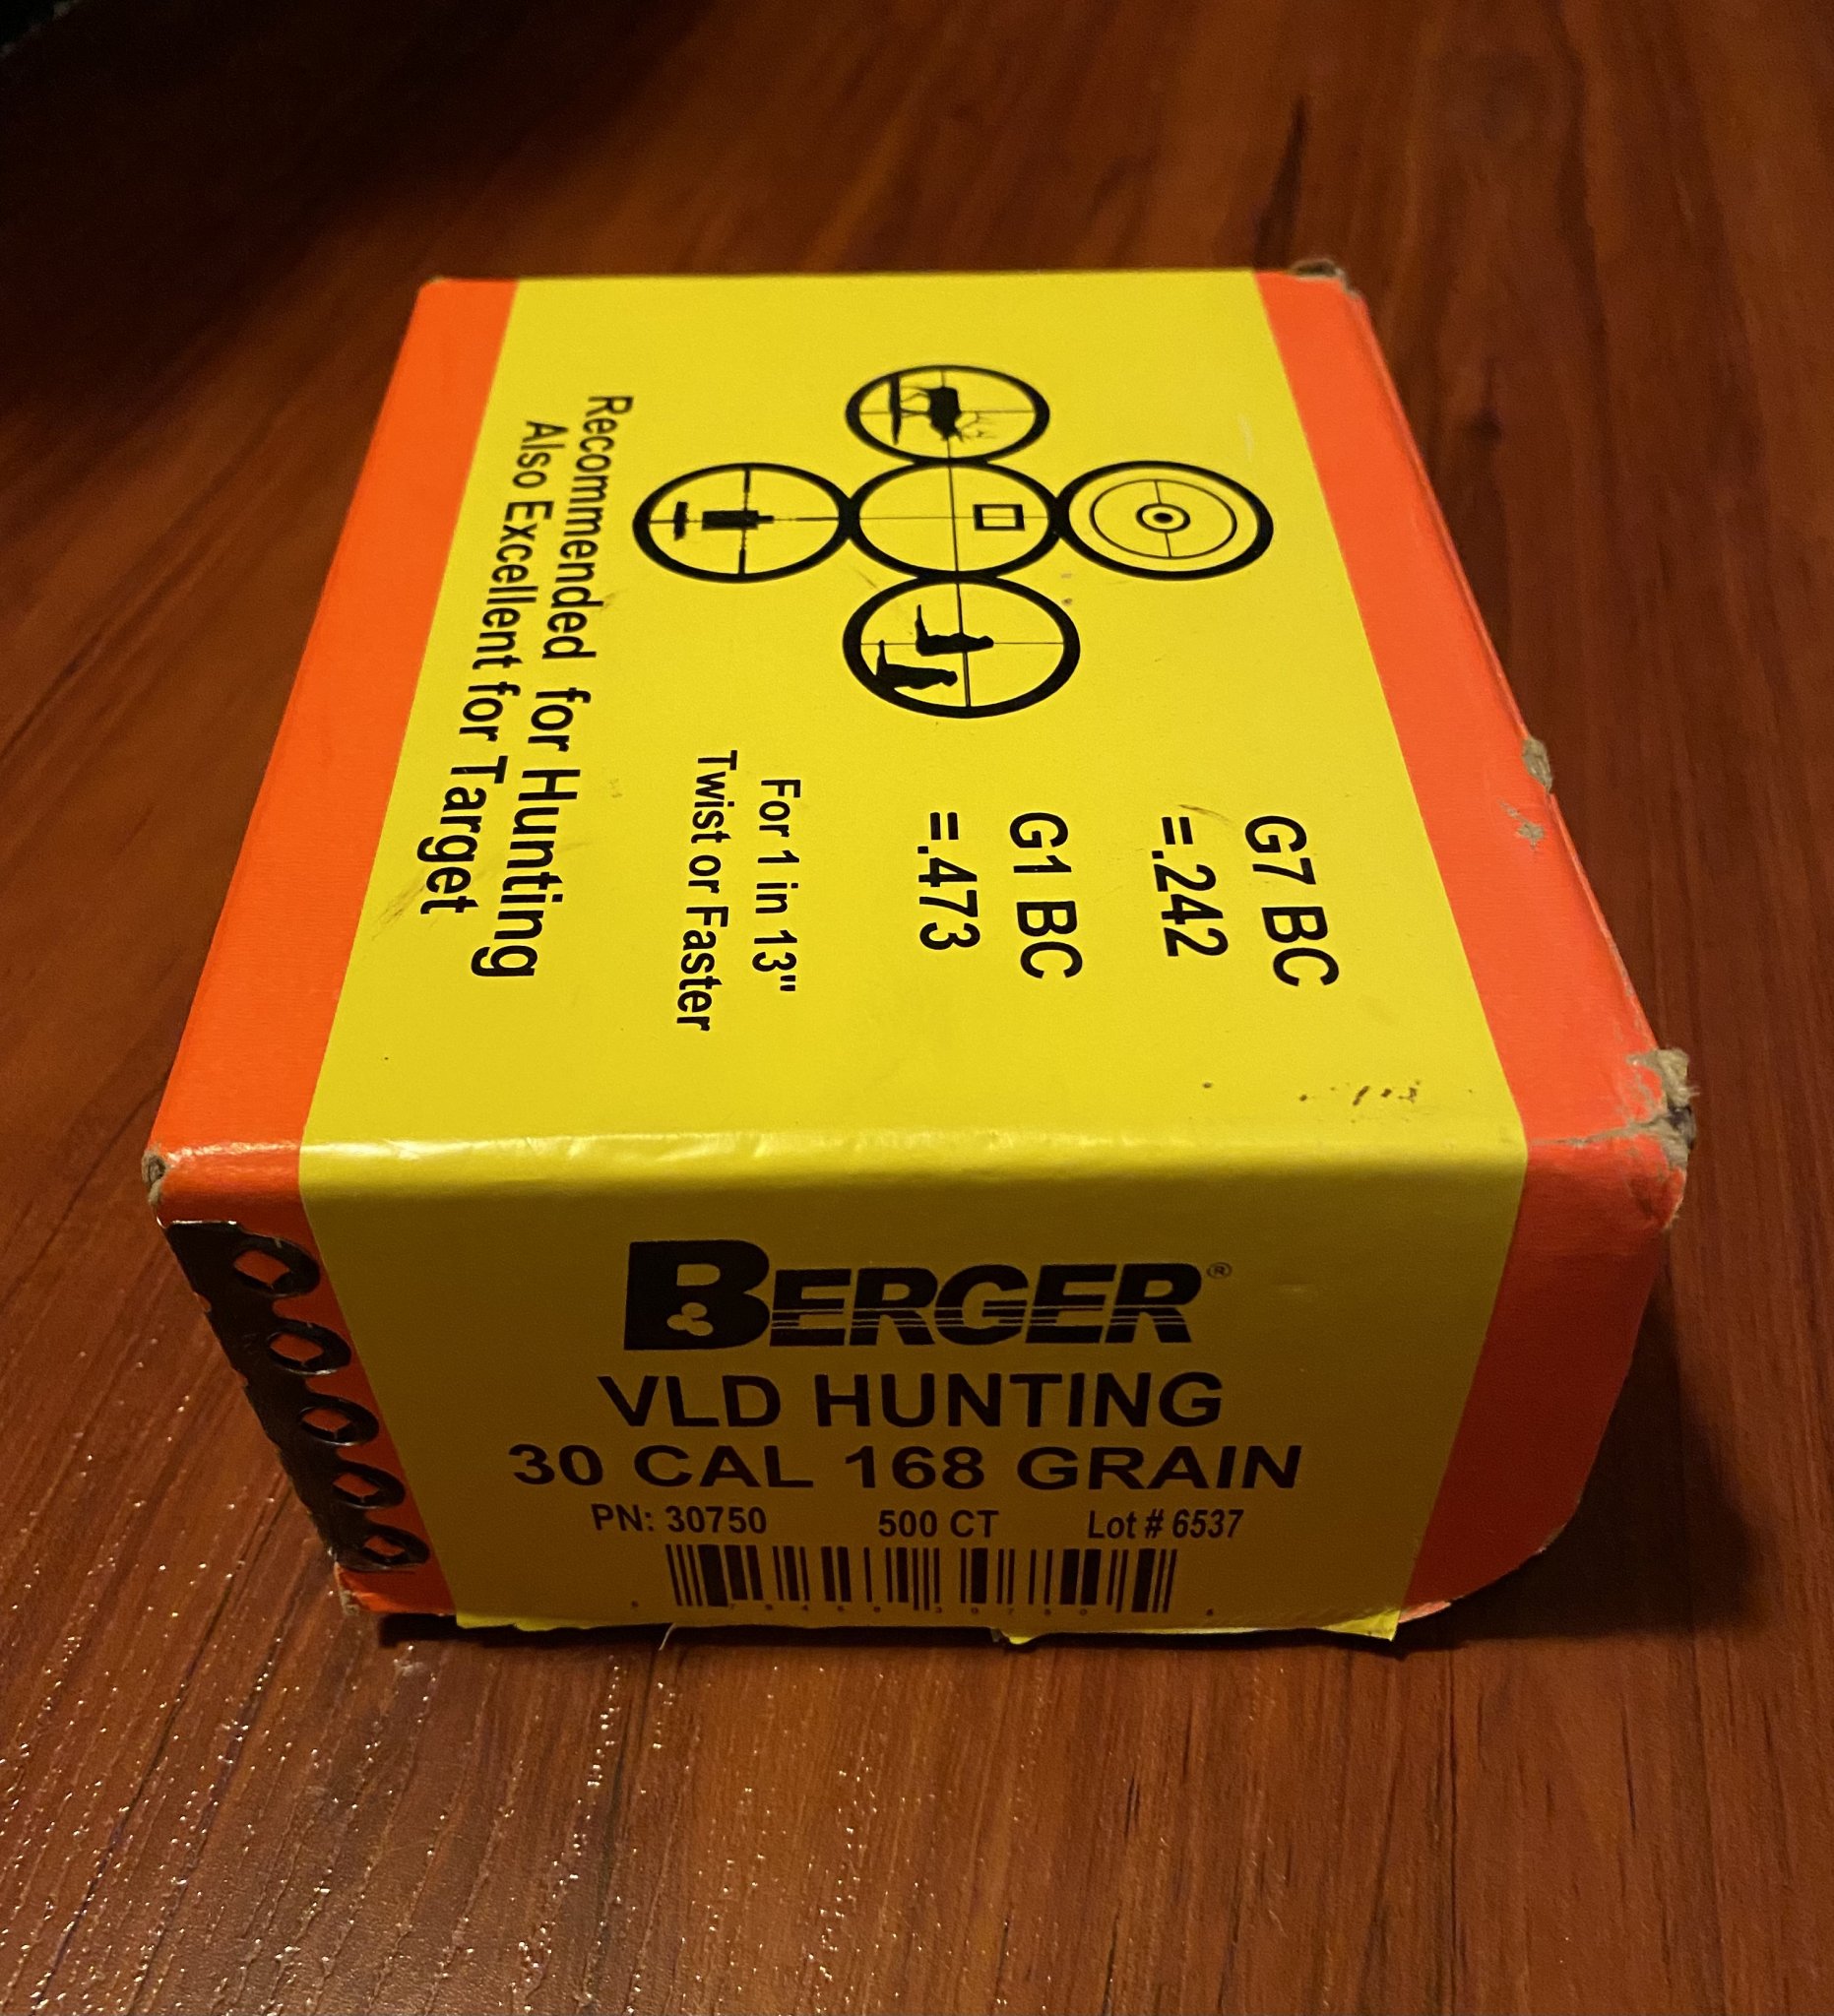 G7 BC
=.242
G1 BC
=.473
For 1 in 13"
Twist or Faster
Recommended for Hunting
Also Excellent for Target
BERGER®
VLD HUNTING
30 CAL 168 GRAIN
PN: 30750 500 CT Lot # 6537